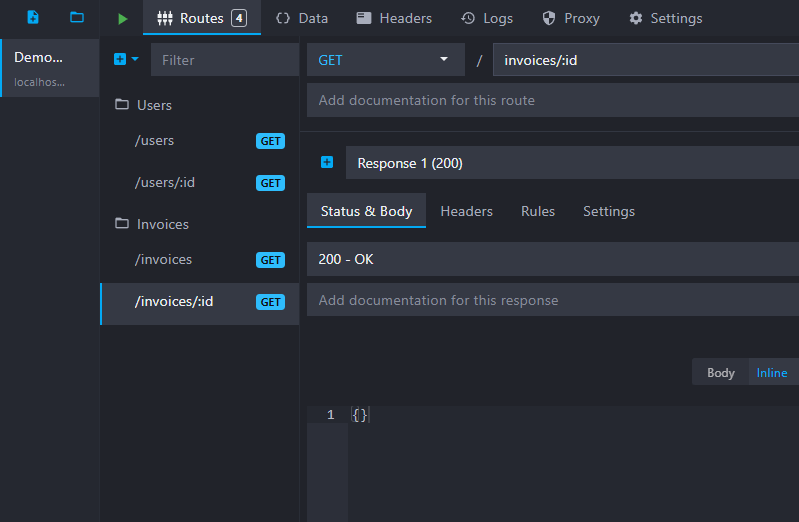 Routes 4 Data Headers Logs Proxy Settings
Demo...
localhos...
Filter
Users
/users GET
/users/:id GET
Invoices
/invoices GET
/invoices/:id GET
GET / invoices/:id
Add documentation for this route
Response 1 (200)
Status & Body Headers Rules Settings
200 - OK
Add documentation for this response
Body Inline
1 {}